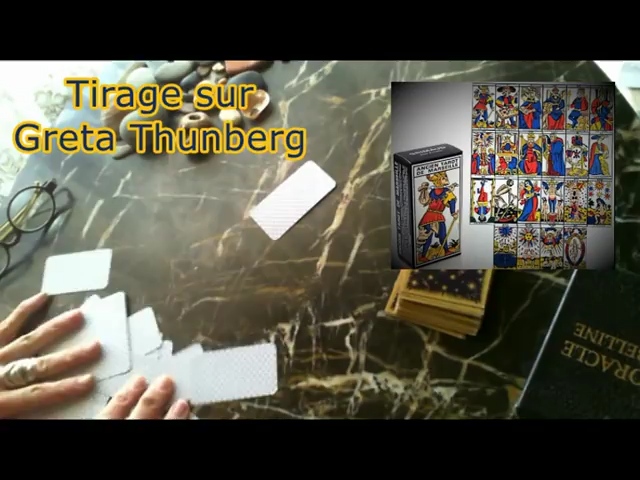 Tirage sur
Greta Thunberg
ANCIEN TAROT
DE MARSEILLE
ORACLE
BELLINE